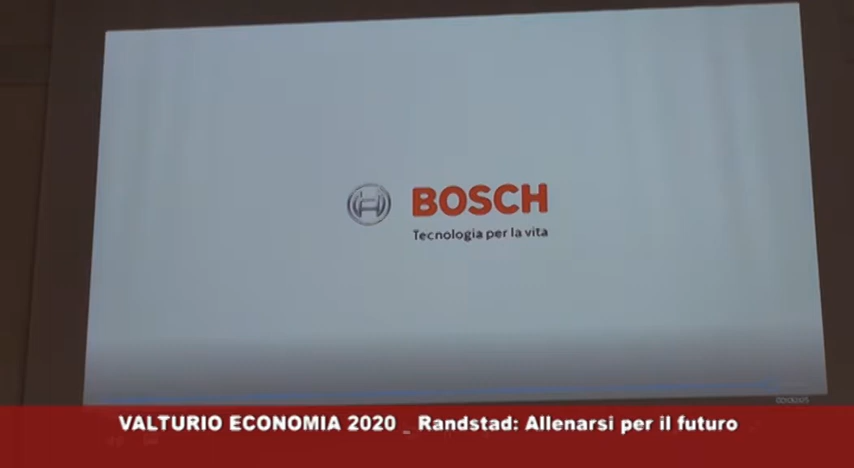 BOSCH
Tecnologia per la vita
VALTURIO ECONOMIA 2020 _ Randstad: Allenarsi per il futuro